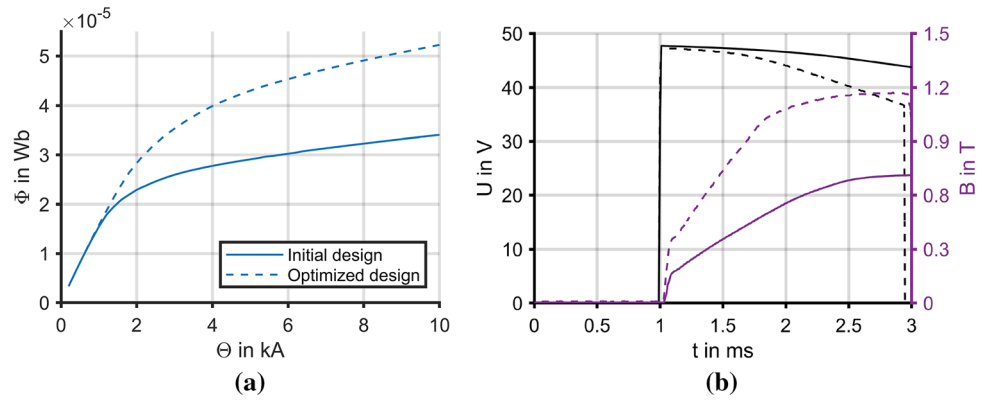 ×10⁻⁵
5
4
3
2
1
0
Φ in Wb
0 2 4 6 8 10
Θ in kA
Initial design
Optimized design
(a)
50
40
30
20
10
0
U in V
1.5
1.2
0.9
0.8
0.3
0
B in T
0 0.5 1 1.5 2 2.5 3
t in ms
(b)